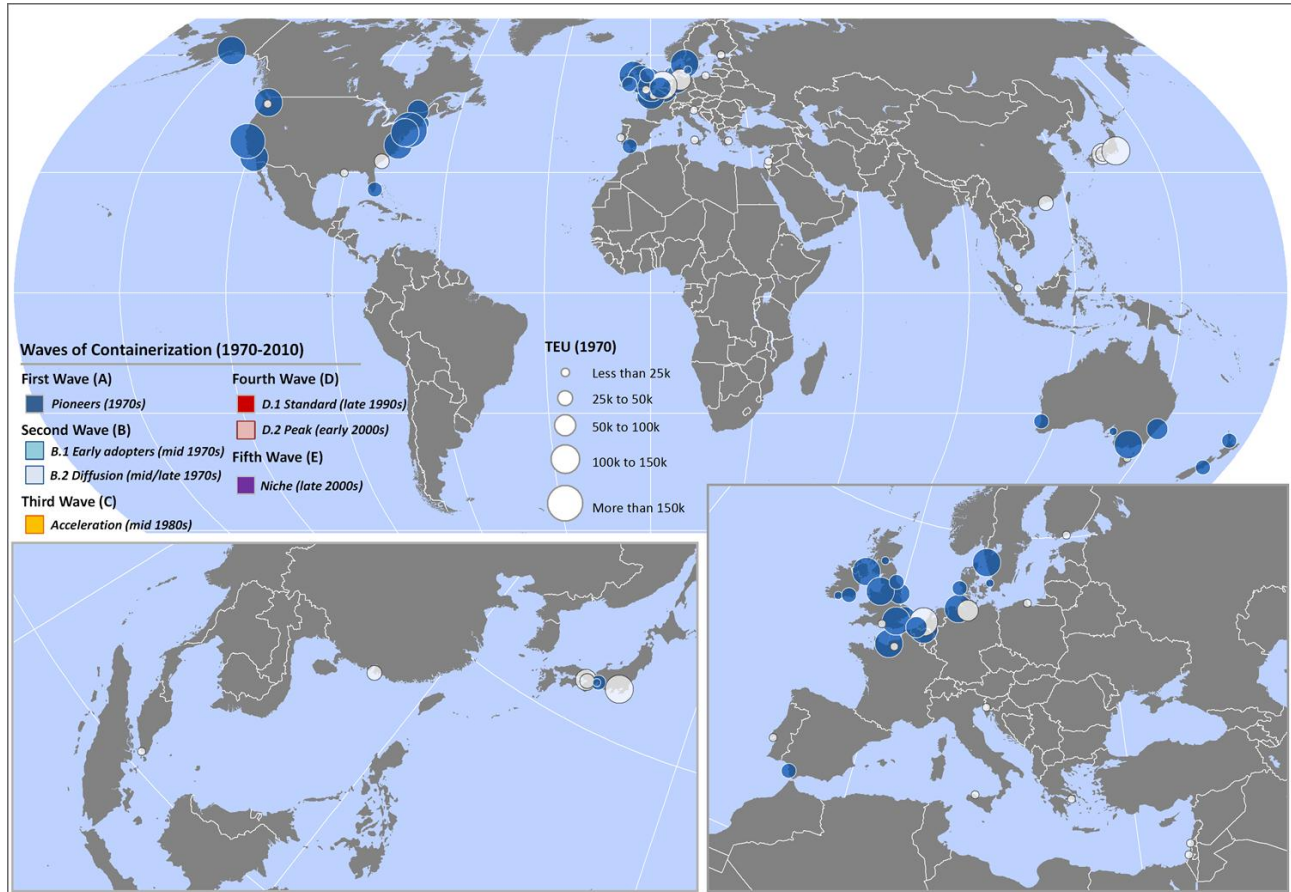 Waves of Containerization (1970-2010)
First Wave (A)
Pioneers (1970s)
Second Wave (B)
B.1 Early adopters (mid 1970s)
B.2 Diffusion (mid/late 1970s)
Third Wave (C)
Acceleration (mid 1980s)
Fourth Wave (D)
D.1 Standard (late 1990s)
D.2 Peak (early 2000s)
Fifth Wave (E)
Niche (late 2000s)
TEU (1970)
Less than 25k
25k to 50k
50k to 100k
100k to 150k
More than 150k